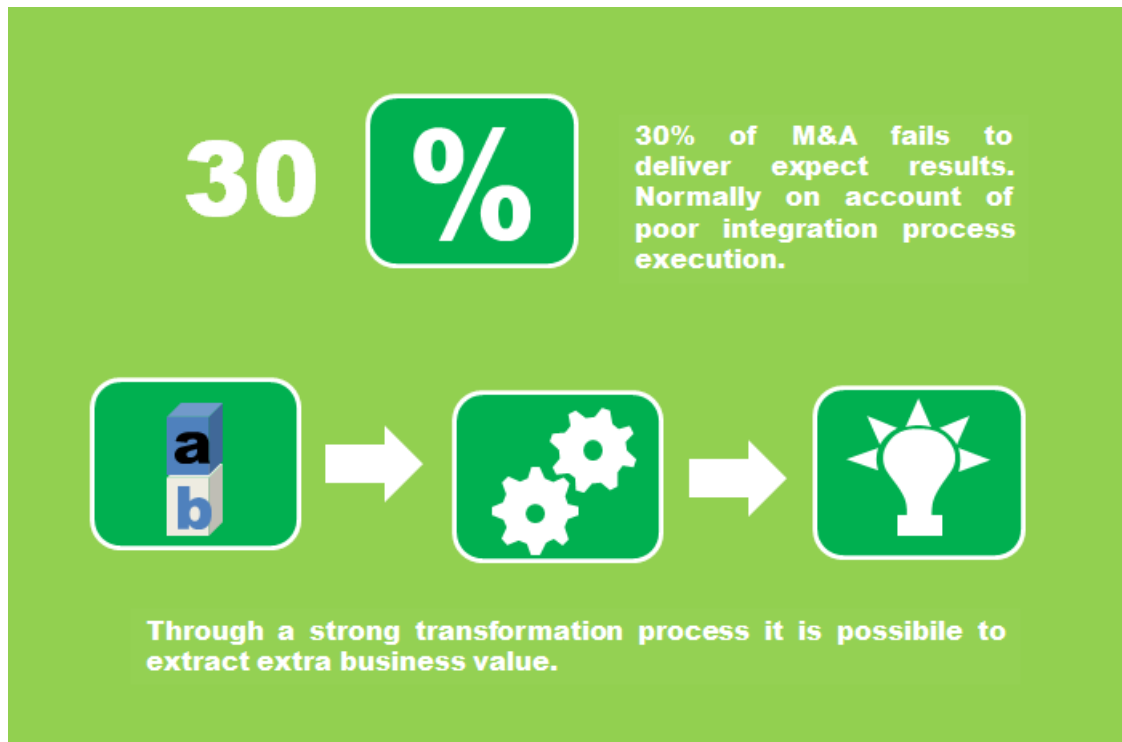 30 %
30% of M&A fails to
deliver expect results.
Normally on account of
poor integration process
execution.
a
b
Through a strong transformation process it is possibile to
extract extra business value.